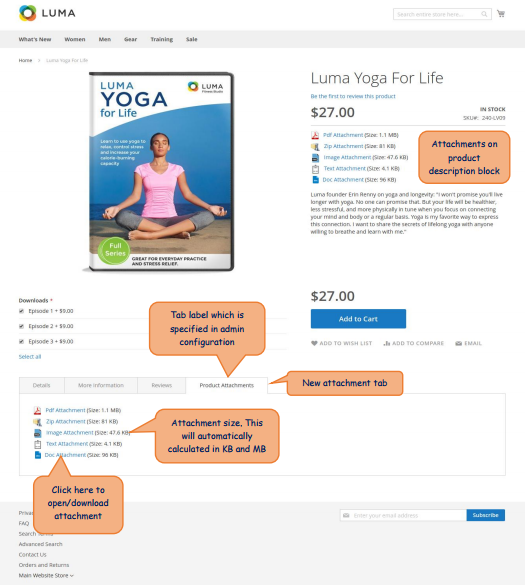 LUMA
Search entire store here...
What's New Women Men Gear Training Sale
Home > Luma Yoga For Life
LUMA
YOGA
for Life
LUMA
Learn to use yoga to
relax, control stress
and increase your
calorie-burning
capacity
Full
Series
GREAT FOR EVERYDAY PRACTICE
AND STRESS RELIEF.
Luma Yoga For Life
Be the first to review this product
$27.00
IN STOCK
SKU#: 240-LV09
Pdf Attachment (Size: 1.1 MB)
Zip Attachment (Size: 81 KB)
Image Attachment (Size: 47.6 KB)
Text Attachment (Size: 4.1 KB)
Doc Attachment (Size: 96 KB)
Attachments on
product
description block
Luma founder Erin Renny on yoga and longevity: "I won't promise you'll live
longer with yoga. No one can promise that. But your life will be healthier,
less stressful, and more physically in tune when you focus on connecting
your mind and body or a regular basis. Yoga is my favorite way to express
this connection. I want to share the secrets of lifelong yoga with anyone
willing to breathe and learn with me."
Downloads *
Episode 1 + $9.00
Episode 2 + $9.00
Episode 3 + $9.00
Select all
Tab label which is
specified in admin
configuration
$27.00
Add to Cart
ADD TO WISH LIST ADD TO COMPARE EMAIL
Details More Information Reviews Product Attachments
New attachment tab
Pdf Attachment (Size: 1.1 MB)
Zip Attachment (Size: 81 KB)
Image Attachment (Size: 47.6 KB)
Text Attachment (Size: 4.1 KB)
Doc Attachment (Size: 96 KB)
Attachment size, This
will automatically
calculated in KB and MB
Click here to
open/download
attachment
FAQ
Search
Advanced Search
Contact Us
Orders and Returns
Main Website Store
Enter your email address
Subscribe